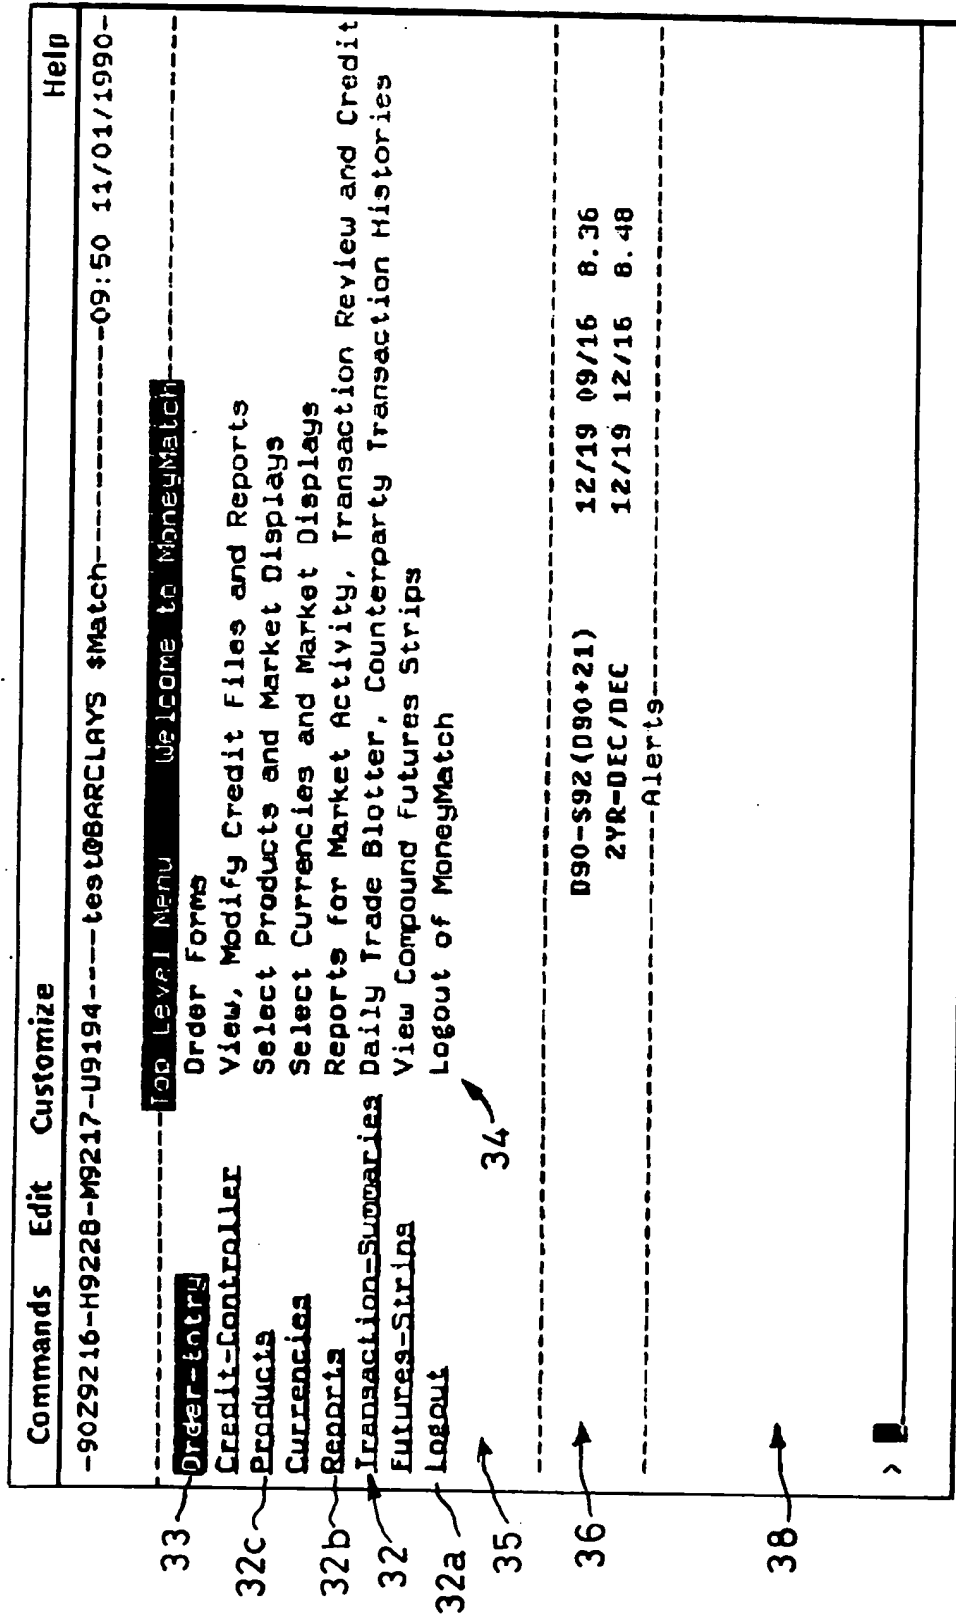 Commands Edit Customize Help
-9029216-H9228-M9217-U9194----test@BARCLAYS $Match--------------09:50 11/01/1990-
Top Level Menu Welcome to MoneyMatch
33 Order-Entry Order Forms
Credit-Controller View, Modify Credit Files and Reports
32c Products Select Products and Market Displays
Currencies Select Currencies and Market Displays
32b Reports Reports for Market Activity, Transaction Review and Credit
32 Transaction-Summaries Daily Trade Blotter, Counterparty Transaction Histories
Futures-Strips View Compound Futures Strips
32a Logout Logout of MoneyMatch
35 34
36 D90-S92(D90+21) 12/19 09/16 8.36
2YR-DEC/DEC 12/19 12/16 8.48
Alerts
38
>